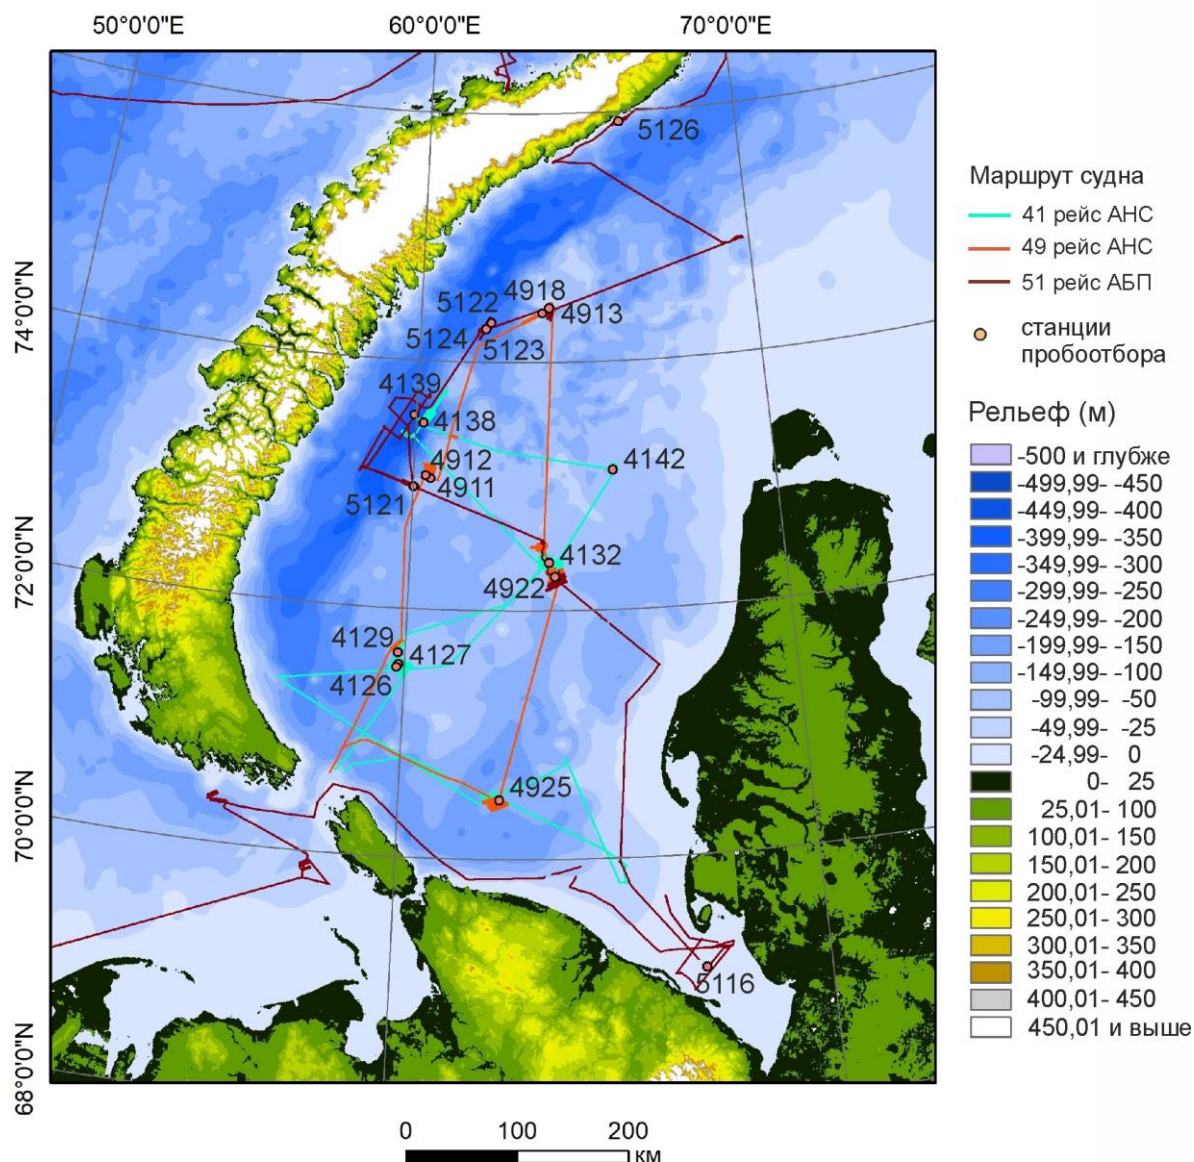 50°0'0"E 60°0'0"E 70°0'0"E
74°0'0"N
72°0'0"N
70°0'0"N
68°0'0"N
5126
4918
5122
4913
5124
5123
4139
4138
4912
4142
4911
5121
4132
4922
4129
4127
4126
4925
5116
0 100 200
км
Маршрут судна
41 рейс АНС
49 рейс АНС
51 рейс АБП
станции
пробоотбора
Рельеф (м)
-500 и глубже
-499,99- -450
-449,99- -400
-399,99- -350
-349,99- -300
-299,99- -250
-249,99- -200
-199,99- -150
-149,99- -100
-99,99- -50
-49,99- -25
-24,99- 0
0- 25
25,01- 100
100,01- 150
150,01- 200
200,01- 250
250,01- 300
300,01- 350
350,01- 400
400,01- 450
450,01 и выше